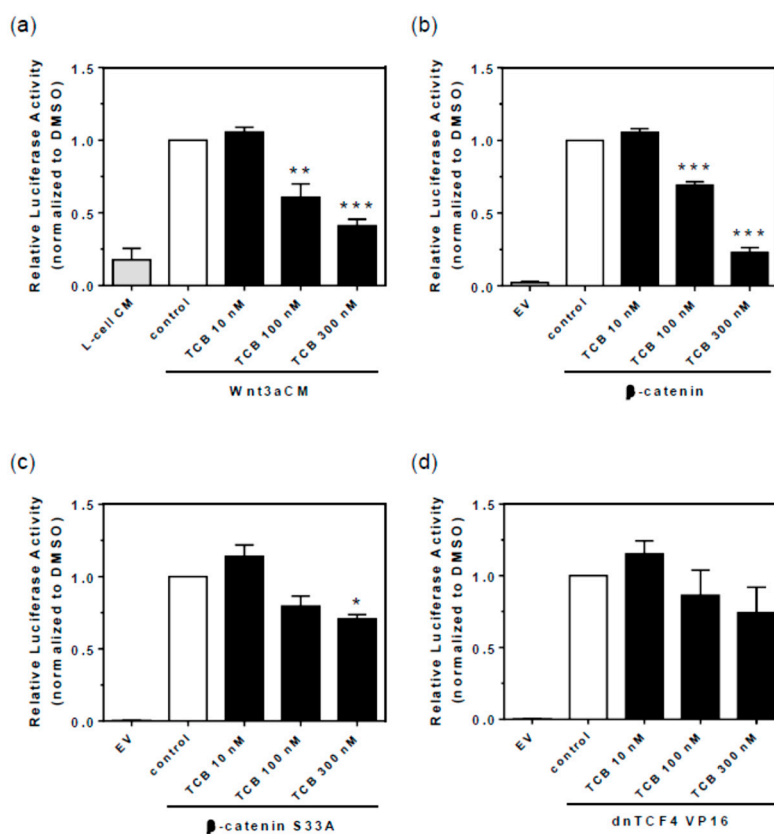 (a)
Relative Luciferase Activity
(normalized to DMSO)
1.5
1.0
0.5
0.0
**
***
L-cell CM
control
TCB 10 nM
TCB 100 nM
TCB 300 nM
Wnt3aCM
(b)
Relative Luciferase Activity
(normalized to DMSO)
1.5
1.0
0.5
0.0
***
***
EV
control
TCB 10 nM
TCB 100 nM
TCB 300 nM
β-catenin
(c)
Relative Luciferase Activity
(normalized to DMSO)
1.5
1.0
0.5
0.0
*
EV
control
TCB 10 nM
TCB 100 nM
TCB 300 nM
β-catenin S33A
(d)
Relative Luciferase Activity
(normalized to DMSO)
1.5
1.0
0.5
0.0
EV
control
TCB 10 nM
TCB 100 nM
TCB 300 nM
dnTCF4 VP16